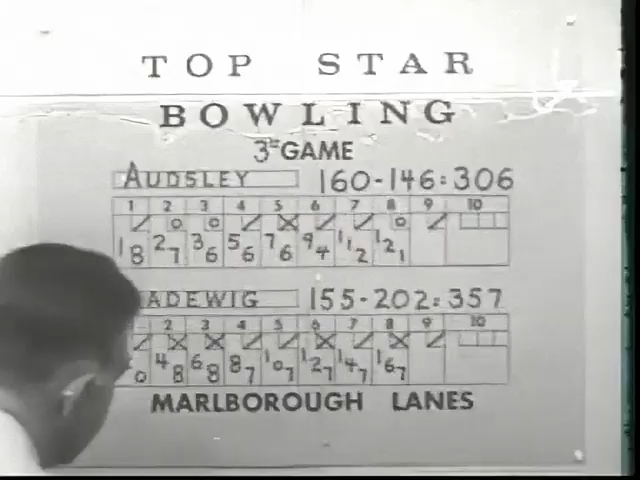 TOP STAR
BOWLING
3RD GAME
AUDSLEY 160-146=306
1 2 3 4 5 6 7 8 9 10
18 27 36 56 76 94 112 121
ADEWIG 155-202=357
2 3 4 5 6 7 8 9 10
0 48 68 87 107 127 147 167
MARLBOROUGH LANES